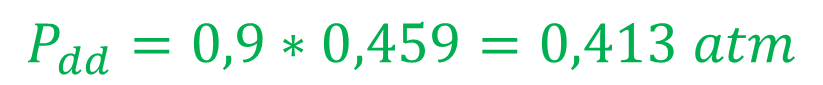 P_dd = 0,9 * 0,459 = 0,413 atm